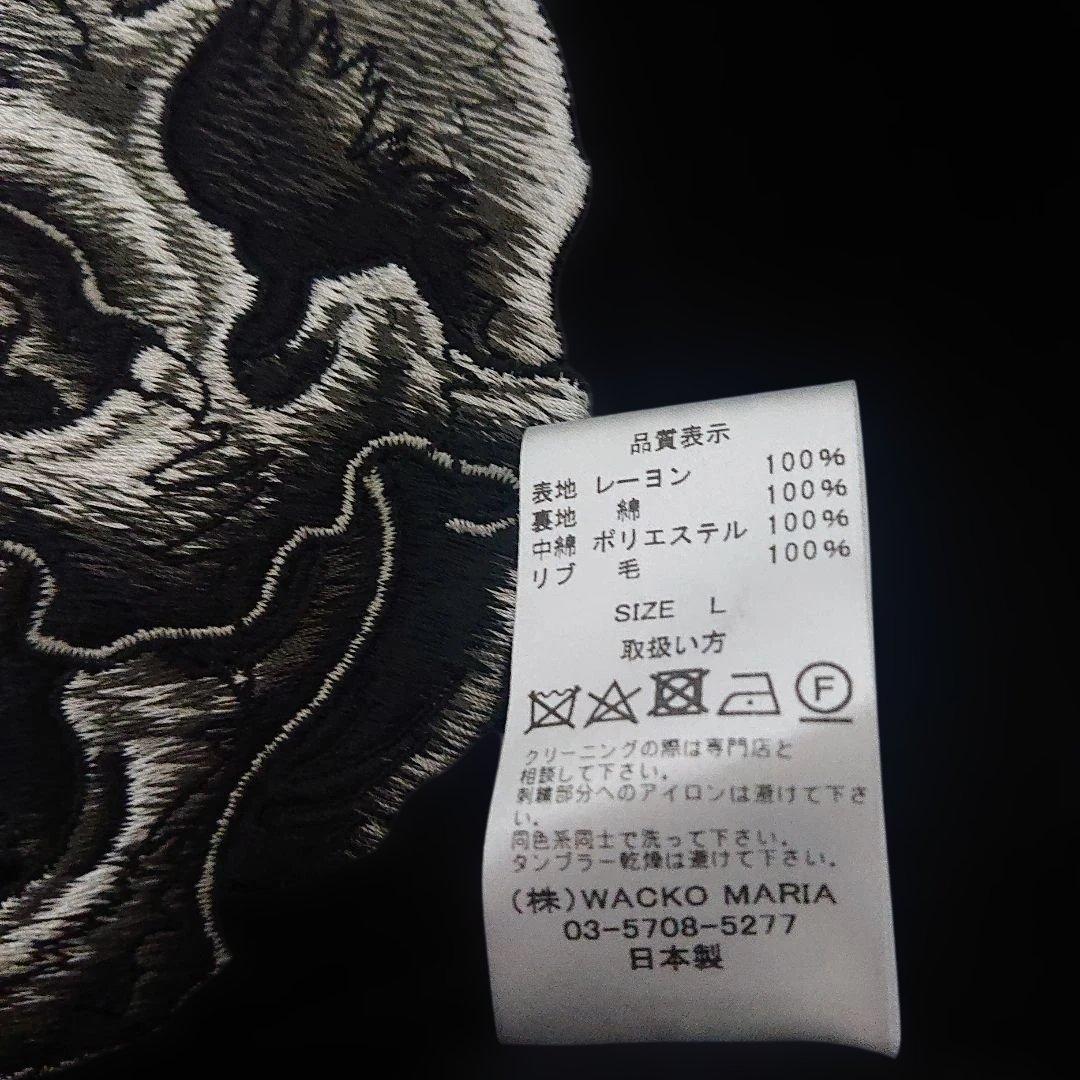 品質表示
表地 レーヨン 100%
裏地 綿 100%
中綿 ポリエステル 100%
リブ 毛 100%
SIZE L
取扱い方
F
クリーニングの際は専門店と
相談して下さい。
刺繍部分へのアイロンは避けて下さ
い。
同色系同士で洗って下さい。
タンブラー乾燥は避けて下さい。
(株)WACKO MARIA
03-5708-5277
日本製